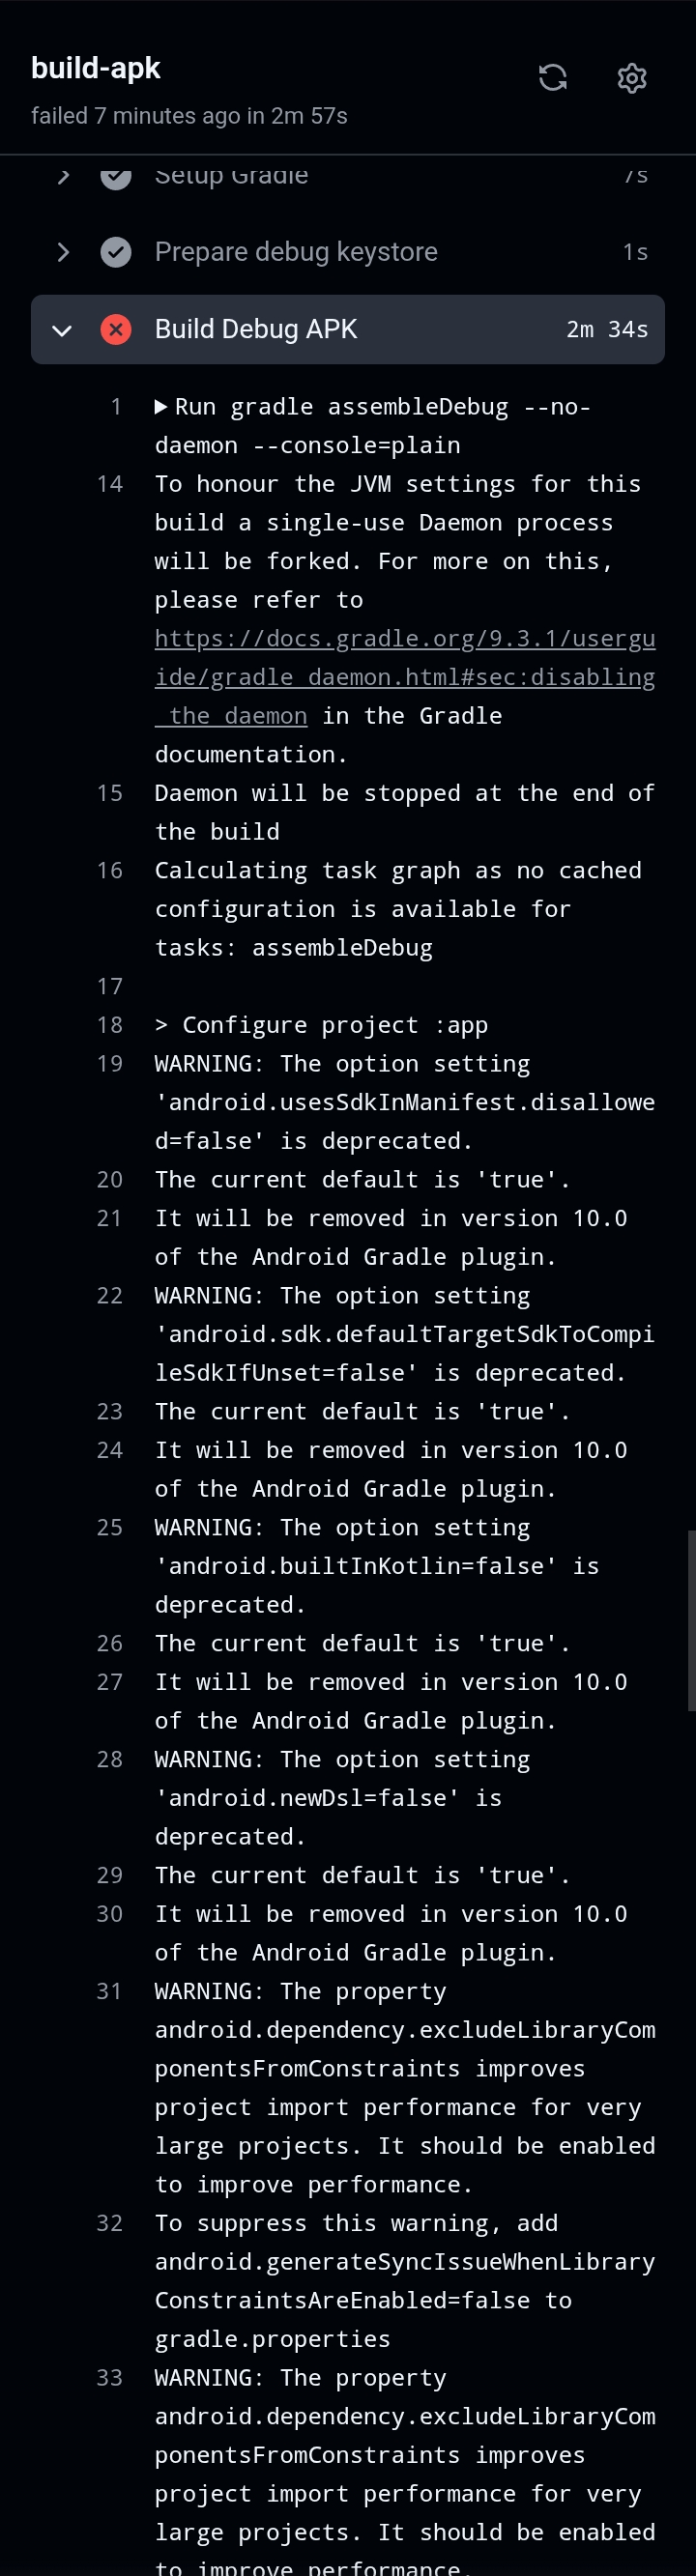 build-apk
failed 7 minutes ago in 2m 57s
Setup Gradle 7s
Prepare debug keystore 1s
Build Debug APK 2m 34s
1 Run gradle assembleDebug --no-
daemon --console=plain
14 To honour the JVM settings for this
build a single-use Daemon process
will be forked. For more on this,
please refer to
https://docs.gradle.org/9.3.1/usergu
ide/gradle_daemon.html#sec:disabling
_the_daemon in the Gradle
documentation.
15 Daemon will be stopped at the end of
the build
16 Calculating task graph as no cached
configuration is available for
tasks: assembleDebug
17
18 > Configure project :app
19 WARNING: The option setting
'android.usesSdkInManifest.disallowe
d=false' is deprecated.
20 The current default is 'true'.
21 It will be removed in version 10.0
of the Android Gradle plugin.
22 WARNING: The option setting
'android.sdk.defaultTargetSdkToCompi
leSdkIfUnset=false' is deprecated.
23 The current default is 'true'.
24 It will be removed in version 10.0
of the Android Gradle plugin.
25 WARNING: The option setting
'android.builtInKotlin=false' is
deprecated.
26 The current default is 'true'.
27 It will be removed in version 10.0
of the Android Gradle plugin.
28 WARNING: The option setting
'android.newDsl=false' is
deprecated.
29 The current default is 'true'.
30 It will be removed in version 10.0
of the Android Gradle plugin.
31 WARNING: The property
android.dependency.excludeLibraryCom
ponentsFromConstraints improves
project import performance for very
large projects. It should be enabled
to improve performance.
32 To suppress this warning, add
android.generateSyncIssueWhenLibrary
ConstraintsAreEnabled=false to
gradle.properties
33 WARNING: The property
android.dependency.excludeLibraryCom
ponentsFromConstraints improves
project import performance for very
large projects. It should be enabled
to improve performance.